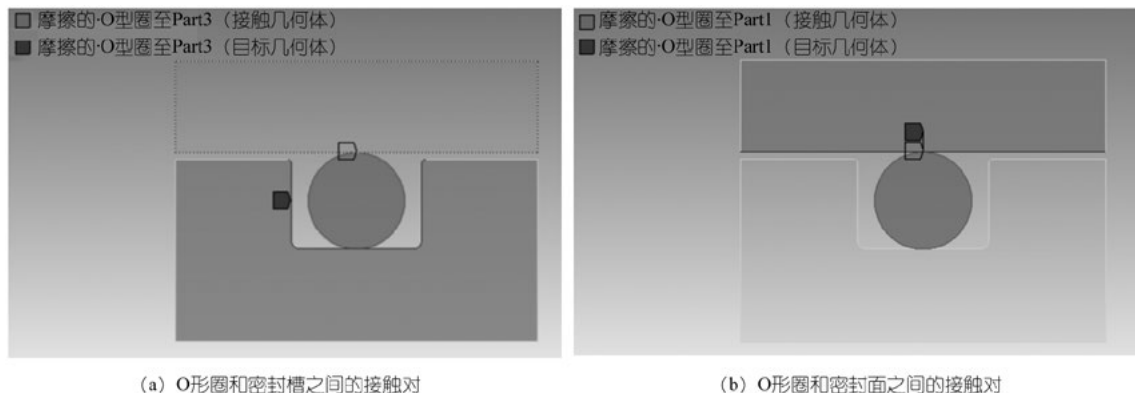 摩擦的·O型圈至Part3（接触几何体）
摩擦的·O型圈至Part3（目标几何体）
摩擦的·O型圈至Part1（接触几何体）
摩擦的·O型圈至Part1（目标几何体）
（a）O形圈和密封槽之间的接触对
（b）O形圈和密封面之间的接触对